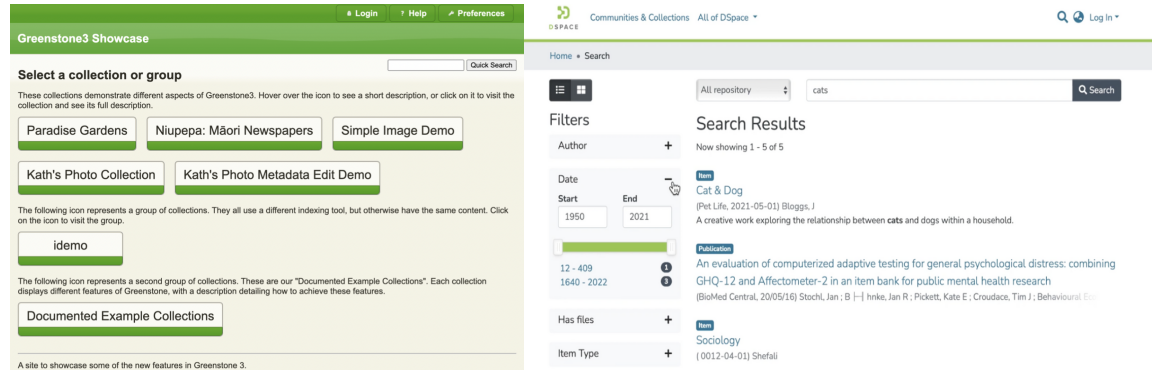 Login
? Help
Preferences
Greenstone3 Showcase
Quick Search
Select a collection or group
These collections demonstrate different aspects of Greenstone3. Hover over the icon to see a short description, or click on it to visit the
collection and see its full description.
Paradise Gardens
Niupepa: Māori Newspapers
Simple Image Demo
Kath's Photo Collection
Kath's Photo Metadata Edit Demo
The following icon represents a group of collections. They all use a different indexing tool, but otherwise have the same content. Click
on the icon to visit the group.
idemo
The following icon represents a second group of collections. These are our "Documented Example Collections". Each collection
displays different features of Greenstone, with a description detailing how to achieve these features.
Documented Example Collections
A site to showcase some of the new features in Greenstone 3.
DSPACE
Communities & Collections
All of DSpace
Log In
Home • Search
All repository
cats
Search
Filters
Author +
Date −
Start End
1950 2021
12 - 409 1
1640 - 2022 3
Has files +
Item Type +
Search Results
Now showing 1 - 5 of 5
Item
Cat & Dog
(Pet Life, 2021-05-01) Bloggs, J
A creative work exploring the relationship between cats and dogs within a household.
Publication
An evaluation of computerized adaptive testing for general psychological distress: combining
GHQ-12 and Affectometer-2 in an item bank for public mental health research
(BioMed Central, 20/05/16) Stochl, Jan ; B├┤hnke, Jan R ; Pickett, Kate E ; Croudace, Tim J ; Behavioural
Item
Sociology
( 0012-04-01) Shefali